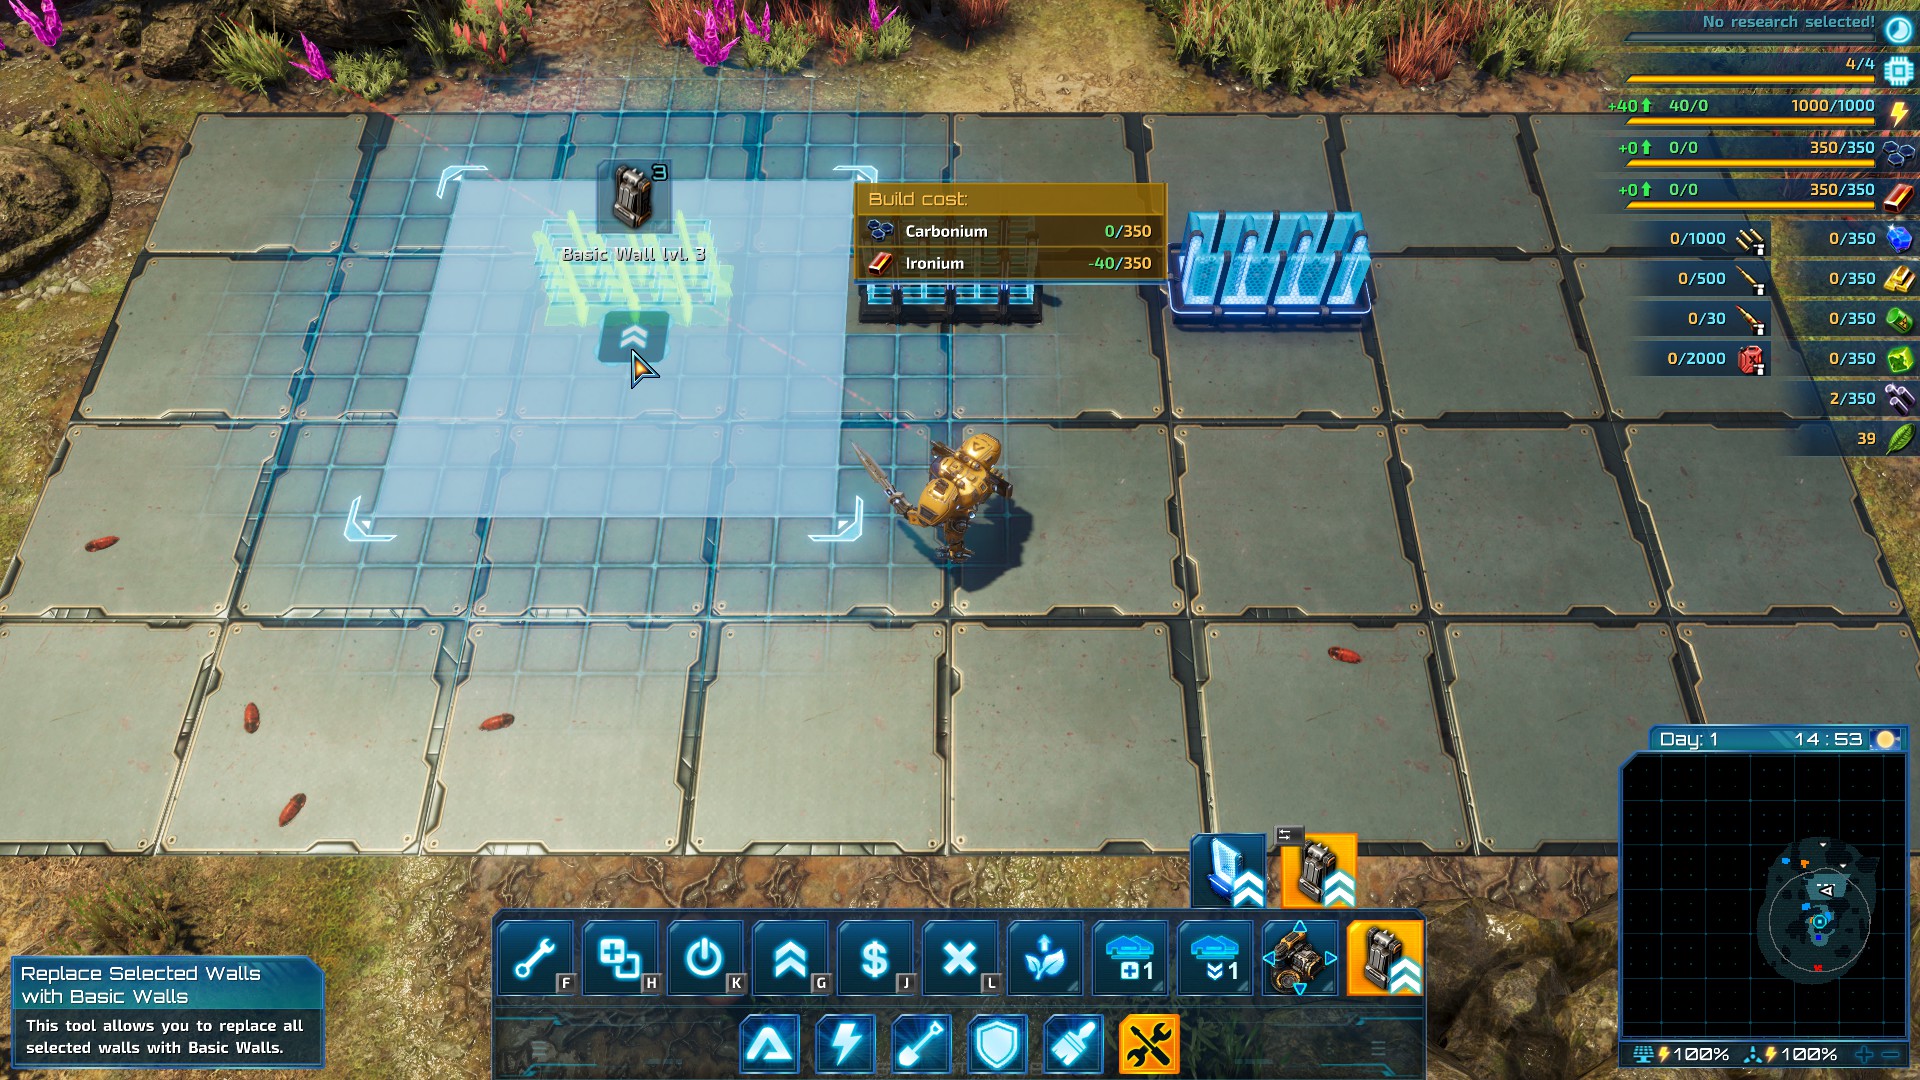 No research selected!
4/4
+40 40/0 1000/1000
+0 0/0 350/350
+0 0/0 350/350
0/1000 0/350
0/500 0/350
0/30 0/350
0/2000 0/350
2/350
39
3
Basic Wall lvl. 3
Build cost:
Carbonium 0/350
Ironium -40/350
Day: 1 14:53
100% 100%
Replace Selected Walls
with Basic Walls
This tool allows you to replace all
selected walls with Basic Walls.
F H K G J L 1 1